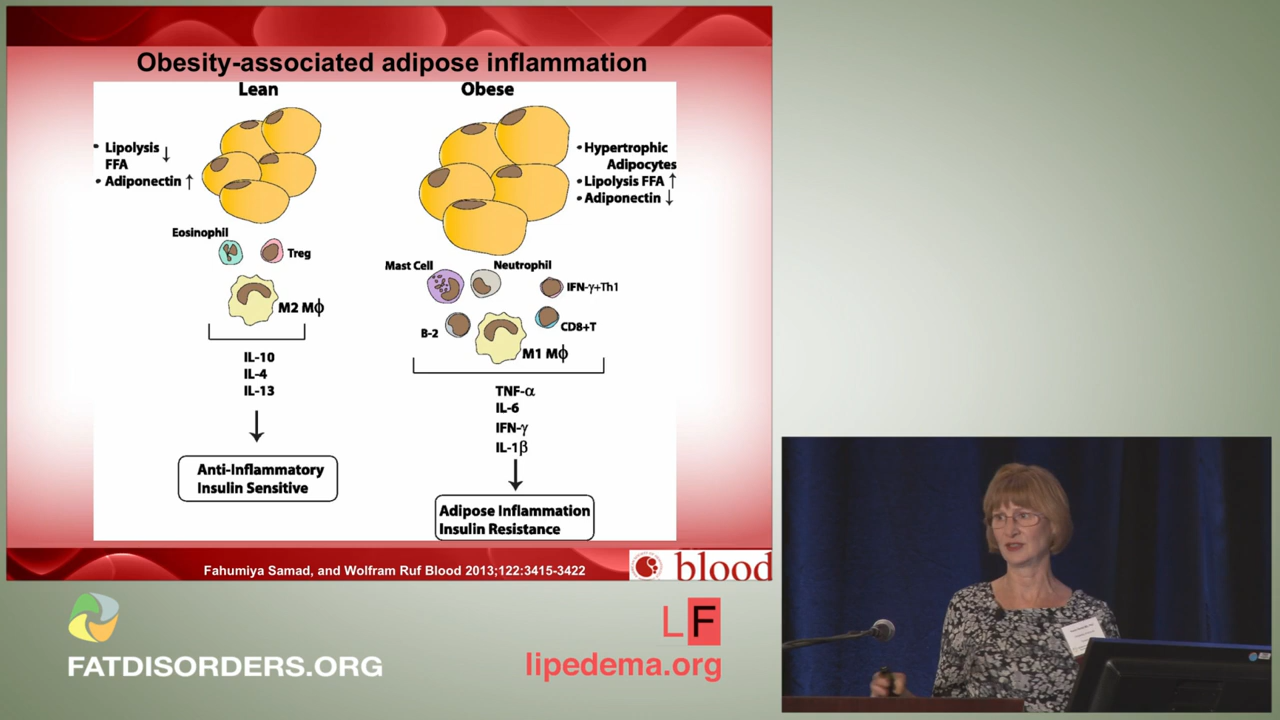 Obesity-associated adipose inflammation
Lean
• Lipolysis ↓
FFA
• Adiponectin ↑
Eosinophil
Treg
M2 Mϕ
IL-10
IL-4
IL-13
Anti-Inflammatory
Insulin Sensitive
Obese
• Hypertrophic
Adipocytes
• Lipolysis FFA ↑
• Adiponectin ↓
Mast Cell
Neutrophil
IFN-γ+Th1
B-2
CD8+T
M1 Mϕ
TNF-α
IL-6
IFN-γ
IL-1β
Adipose Inflammation
Insulin Resistance
Fahumiya Samad, and Wolfram Ruf Blood 2013;122:3415-3422
blood
FATDISORDERS.ORG
LF
lipedema.org